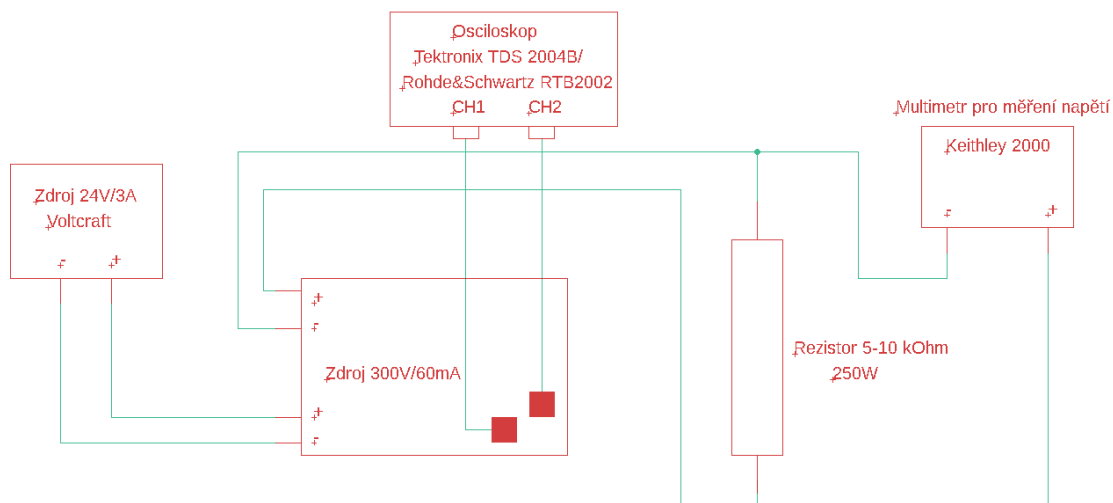 Osciloskop
Tektronix TDS 2004B/
Rohde&Schwartz RTB2002
CH1 CH2
Multimetr pro měření napětí
Keithley 2000
- +
Zdroj 24V/3A
Voltcraft
- +
+
-
Zdroj 300V/60mA
+
-
Rezistor 5-10 kOhm
250W